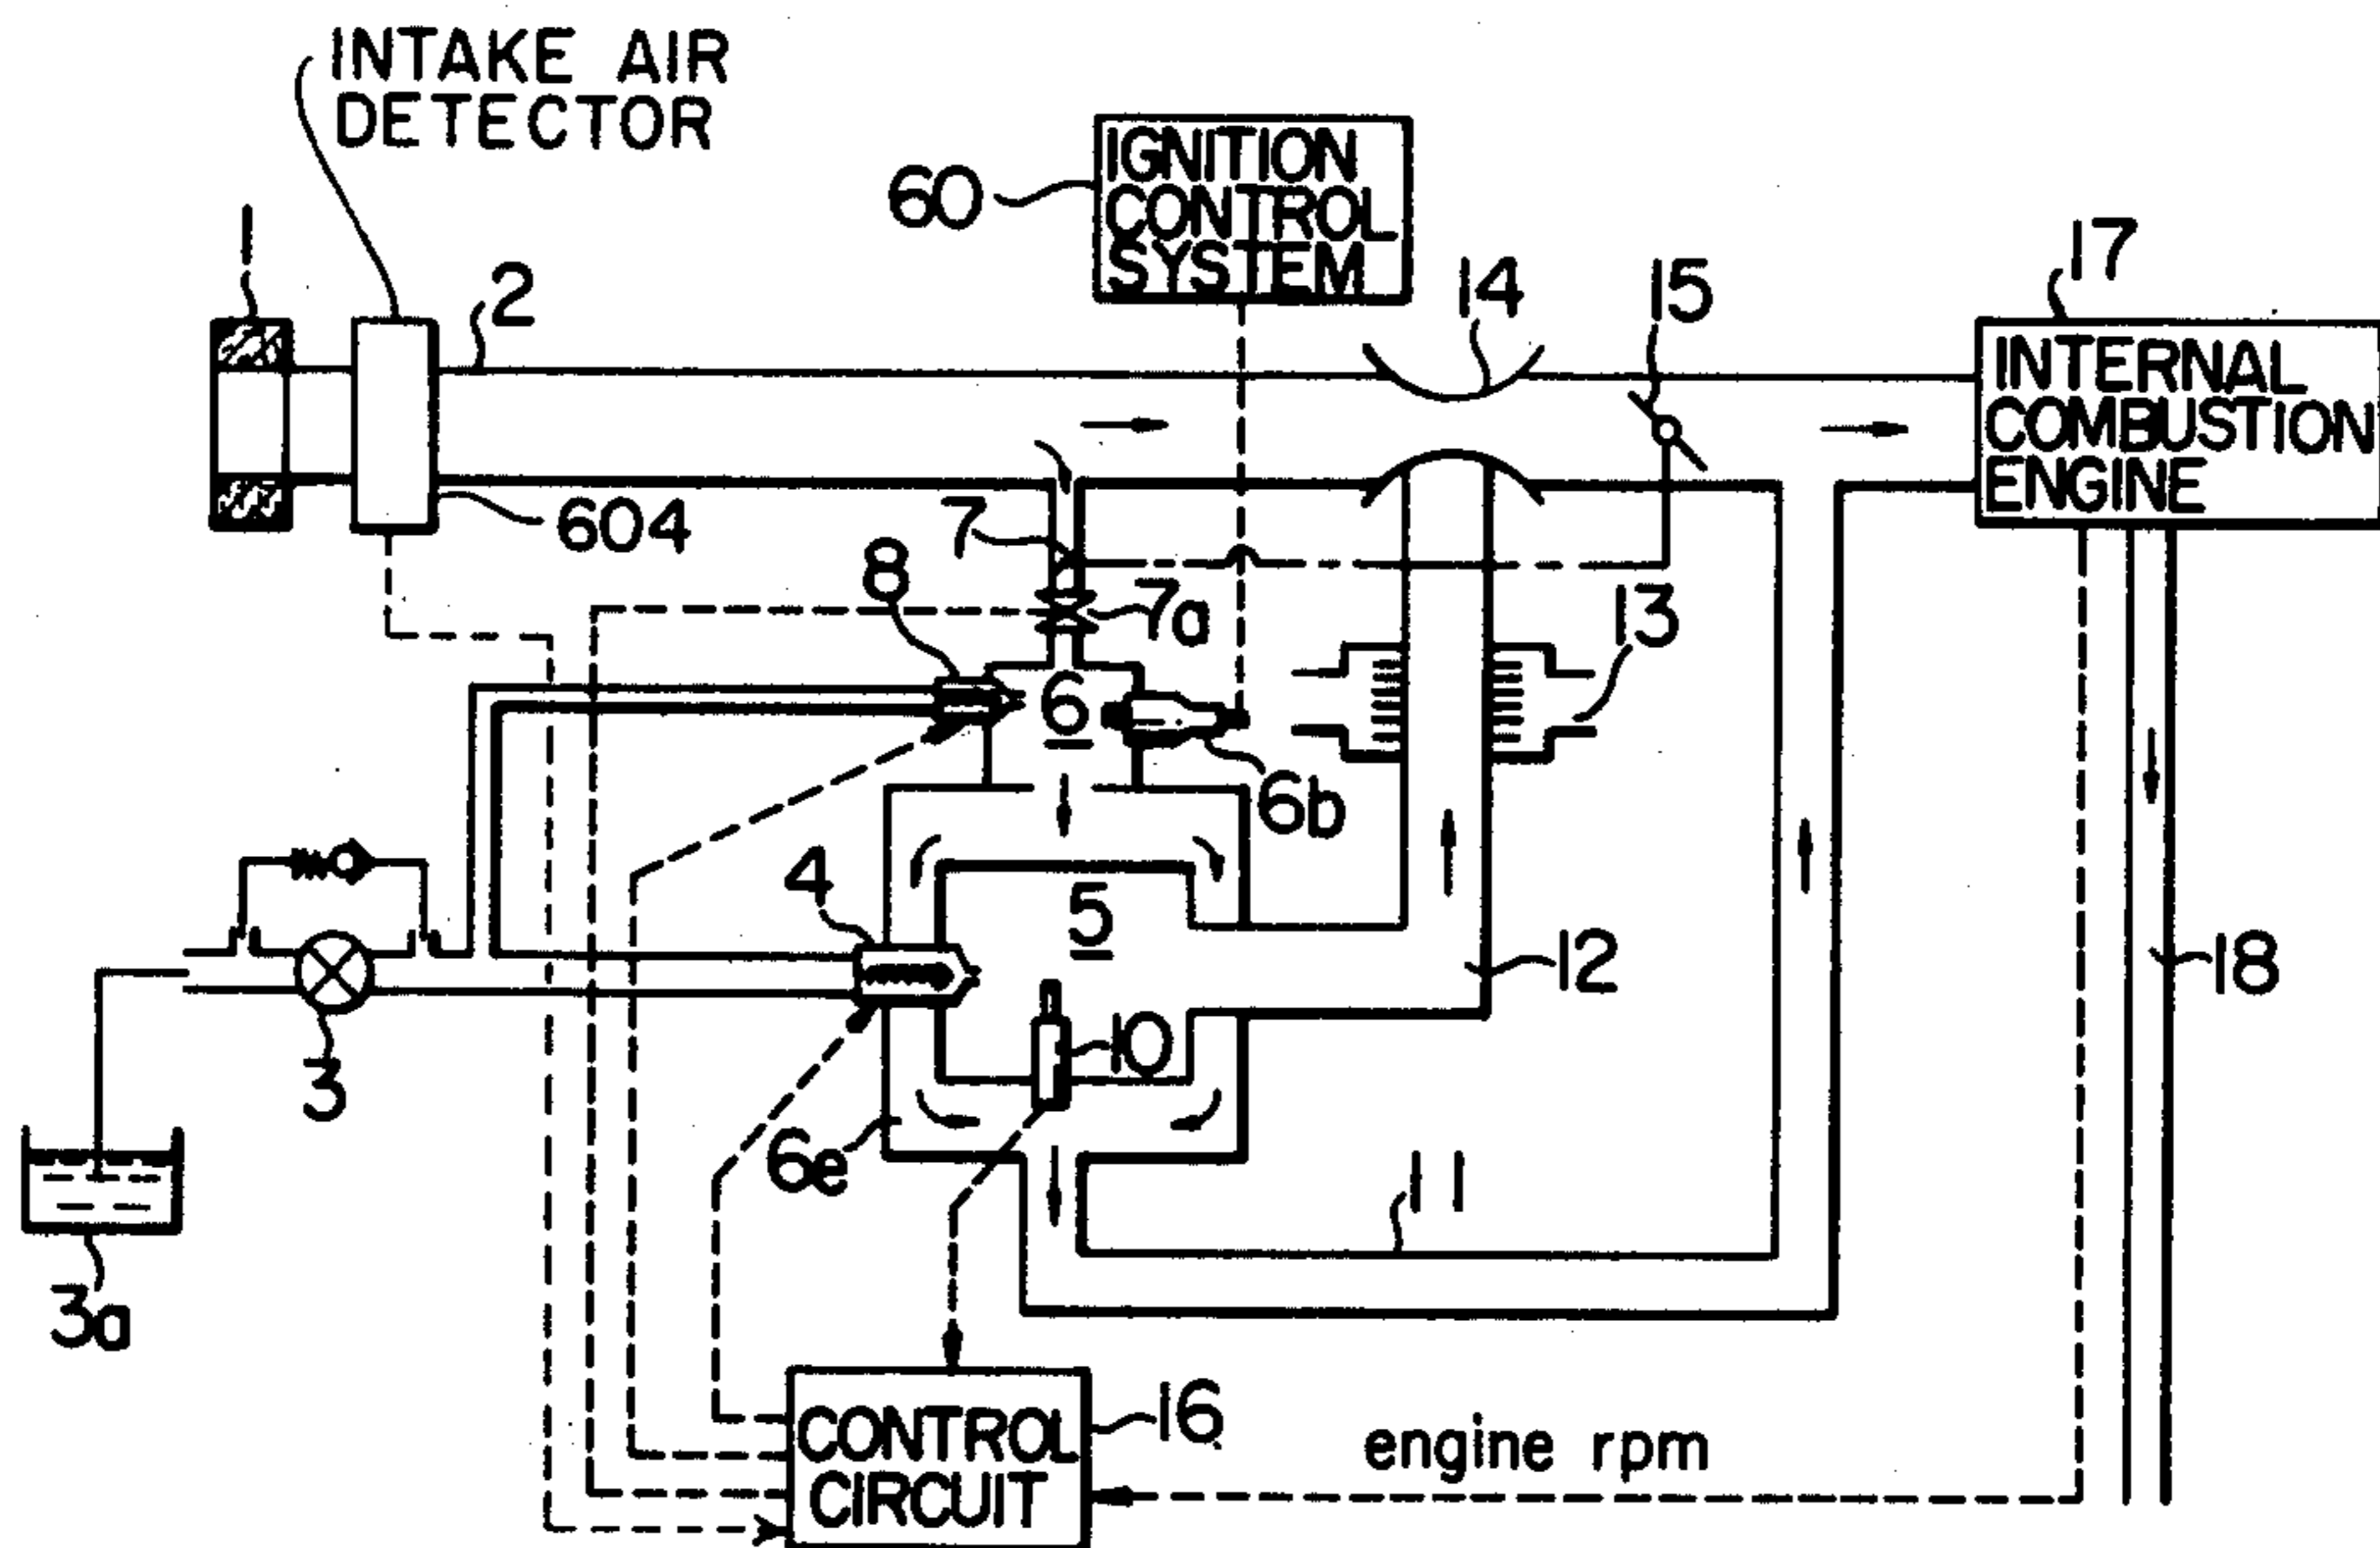 INTAKE AIR
DETECTOR
IGNITION
CONTROL
SYSTEM
60
1
2
14
15
17
INTERNAL
COMBUSTION
ENGINE
604
7
8
7a
13
6
6b
4
5
12
18
3
10
6e
11
3a
CONTROL
CIRCUIT
16
engine rpm